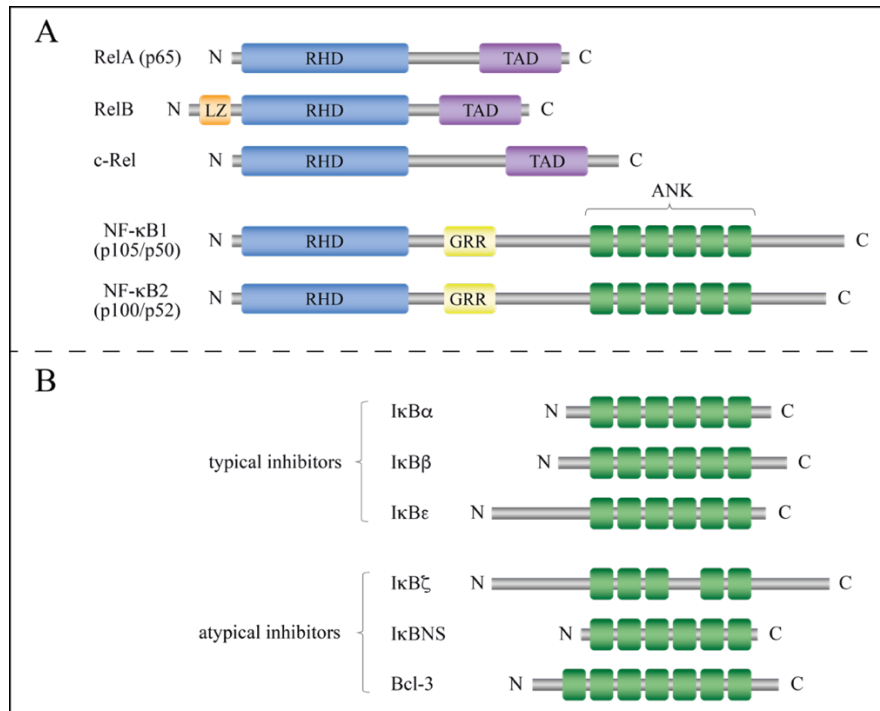 A
RelA (p65) N RHD TAD C
RelB N LZ RHD TAD C
c-Rel N RHD TAD C
ANK
NF-κB1
(p105/p50) N RHD GRR C
NF-κB2
(p100/p52) N RHD GRR C
B
typical inhibitors
IκBα N C
IκBβ N C
IκBε N C
atypical inhibitors
IκBζ N C
IκBNS N C
Bcl-3 N C